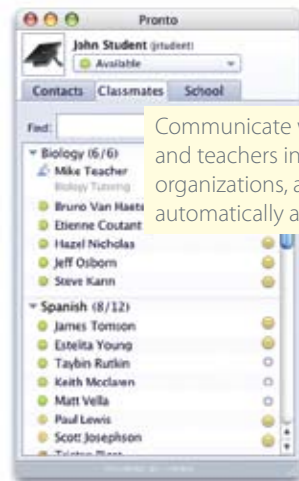 Pronto
John Student (jstudent)
Available
Contacts Classmates School
Find:
Communicate
and teachers in
organizations, a
automatically a
Biology (6/6)
Mike Teacher
Biology Tutoring
Bruno Van Haete
Etienne Coutant
Hazel Nicholas
Jeff Osborn
Steve Kann
Spanish (8/12)
James Tomson
Estelita Young
Taybin Rutkin
Keith Mcclaren
Matt Vella
Paul Lewis
Scott Josephson